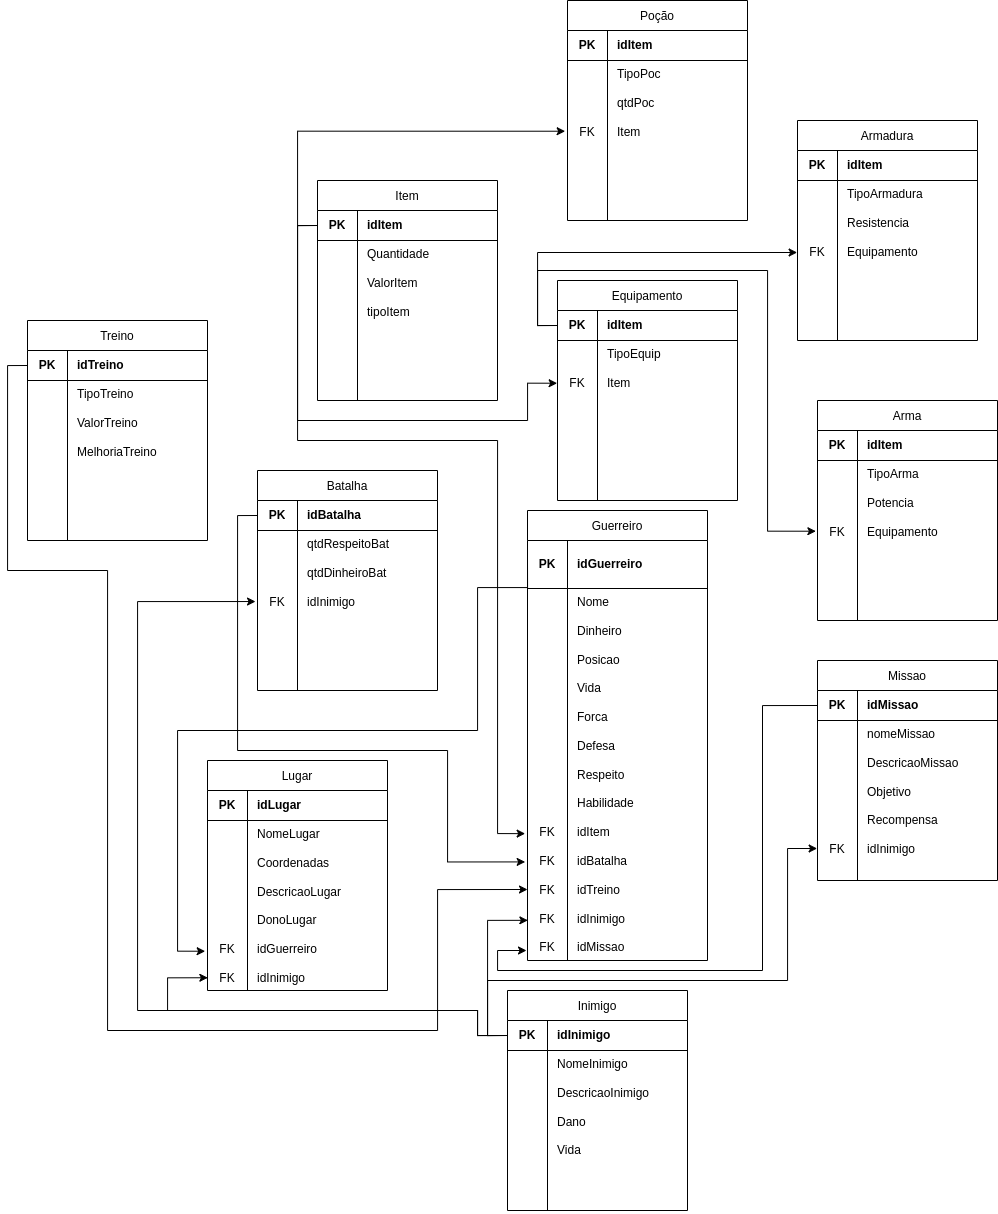 Poção
PK idItem
TipoPoc
qtdPoc
FK Item
Armadura
PK idItem
TipoArmadura
Resistencia
FK Equipamento
Item
PK idItem
Quantidade
ValorItem
tipoItem
Equipamento
PK idItem
TipoEquip
FK Item
Treino
PK idTreino
TipoTreino
ValorTreino
MelhoriaTreino
Arma
PK idItem
TipoArma
Potencia
FK Equipamento
Batalha
PK idBatalha
qtdRespeitoBat
qtdDinheiroBat
FK idInimigo
Guerreiro
PK idGuerreiro
Nome
Dinheiro
Posicao
Vida
Forca
Defesa
Respeito
Habilidade
FK idItem
FK idBatalha
FK idTreino
FK idInimigo
FK idMissao
Missao
PK idMissao
nomeMissao
DescricaoMissao
Objetivo
Recompensa
FK idInimigo
Lugar
PK idLugar
NomeLugar
Coordenadas
DescricaoLugar
DonoLugar
FK idGuerreiro
FK idInimigo
Inimigo
PK idInimigo
NomeInimigo
DescricaoInimigo
Dano
Vida